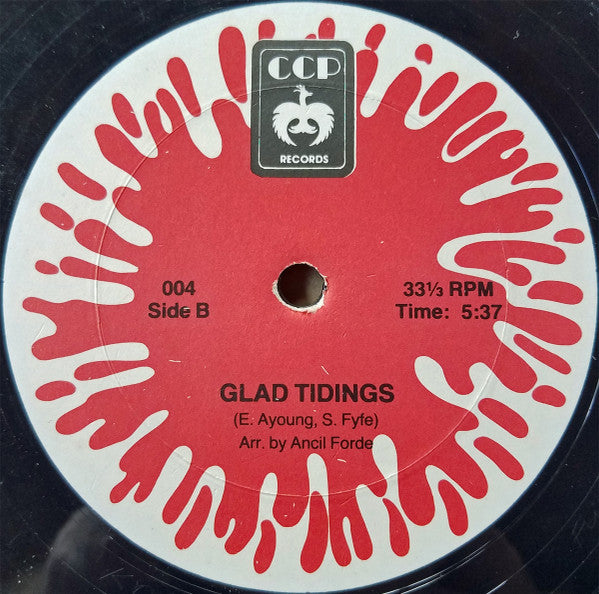 CCP
RECORDS
004
Side B
33⅓ RPM
Time: 5:37
GLAD TIDINGS
(E. Ayoung, S. Fyfe)
Arr. by Ancil Forde